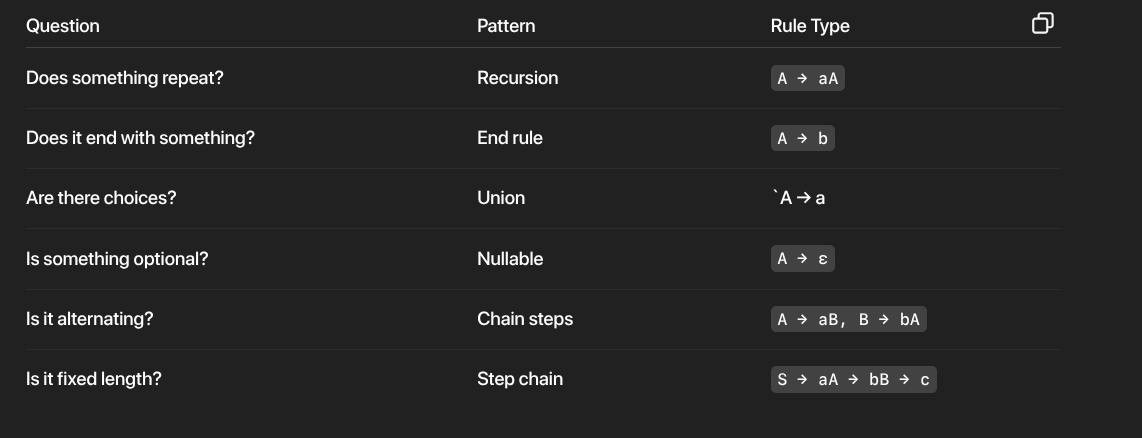 Question Pattern Rule Type
Does something repeat? Recursion A → aA
Does it end with something? End rule A → b
Are there choices? Union `A → a
Is something optional? Nullable A → ε
Is it alternating? Chain steps A → aB, B → bA
Is it fixed length? Step chain S → aA → bB → c